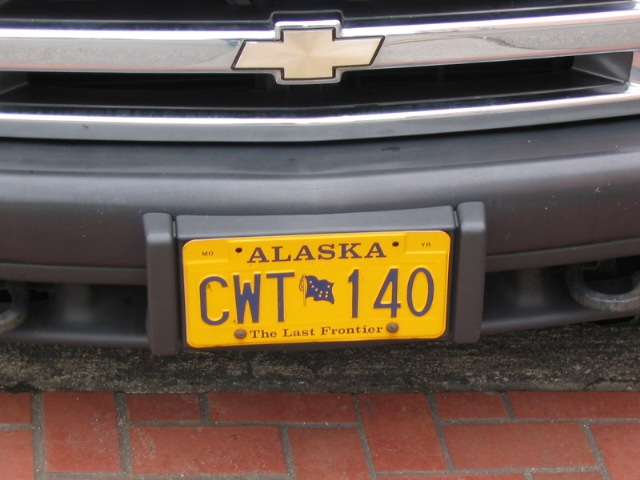 MO YR
ALASKA
CWT 140
The Last Frontier